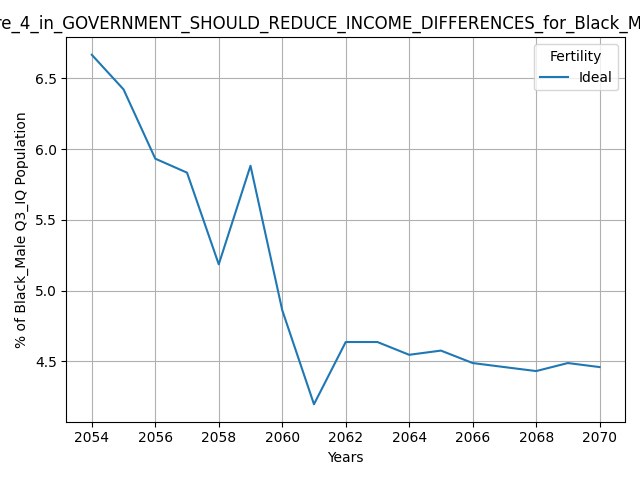 re_4_in_GOVERNMENT_SHOULD_REDUCE_INCOME_DIFFERENCES_for_Black_M
Fertility
Ideal
6.5
6.0
5.5
5.0
4.5
% of Black_Male Q3_IQ Population
2054 2056 2058 2060 2062 2064 2066 2068 2070
Years